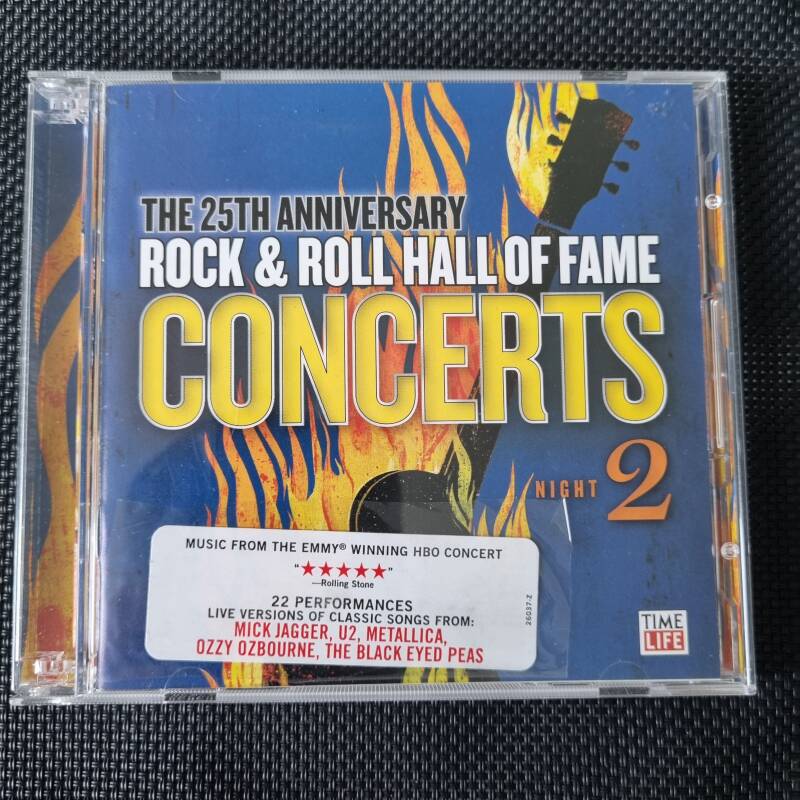 THE 25TH ANNIVERSARY
ROCK & ROLL HALL OF FAME
CONCERTS
NIGHT 2
MUSIC FROM THE EMMY® WINNING HBO CONCERT
"★★★★★"
—Rolling Stone
22 PERFORMANCES
LIVE VERSIONS OF CLASSIC SONGS FROM:
MICK JAGGER, U2, METALLICA,
OZZY OZBOURNE, THE BLACK EYED PEAS
26037-Z
TIME
LIFE